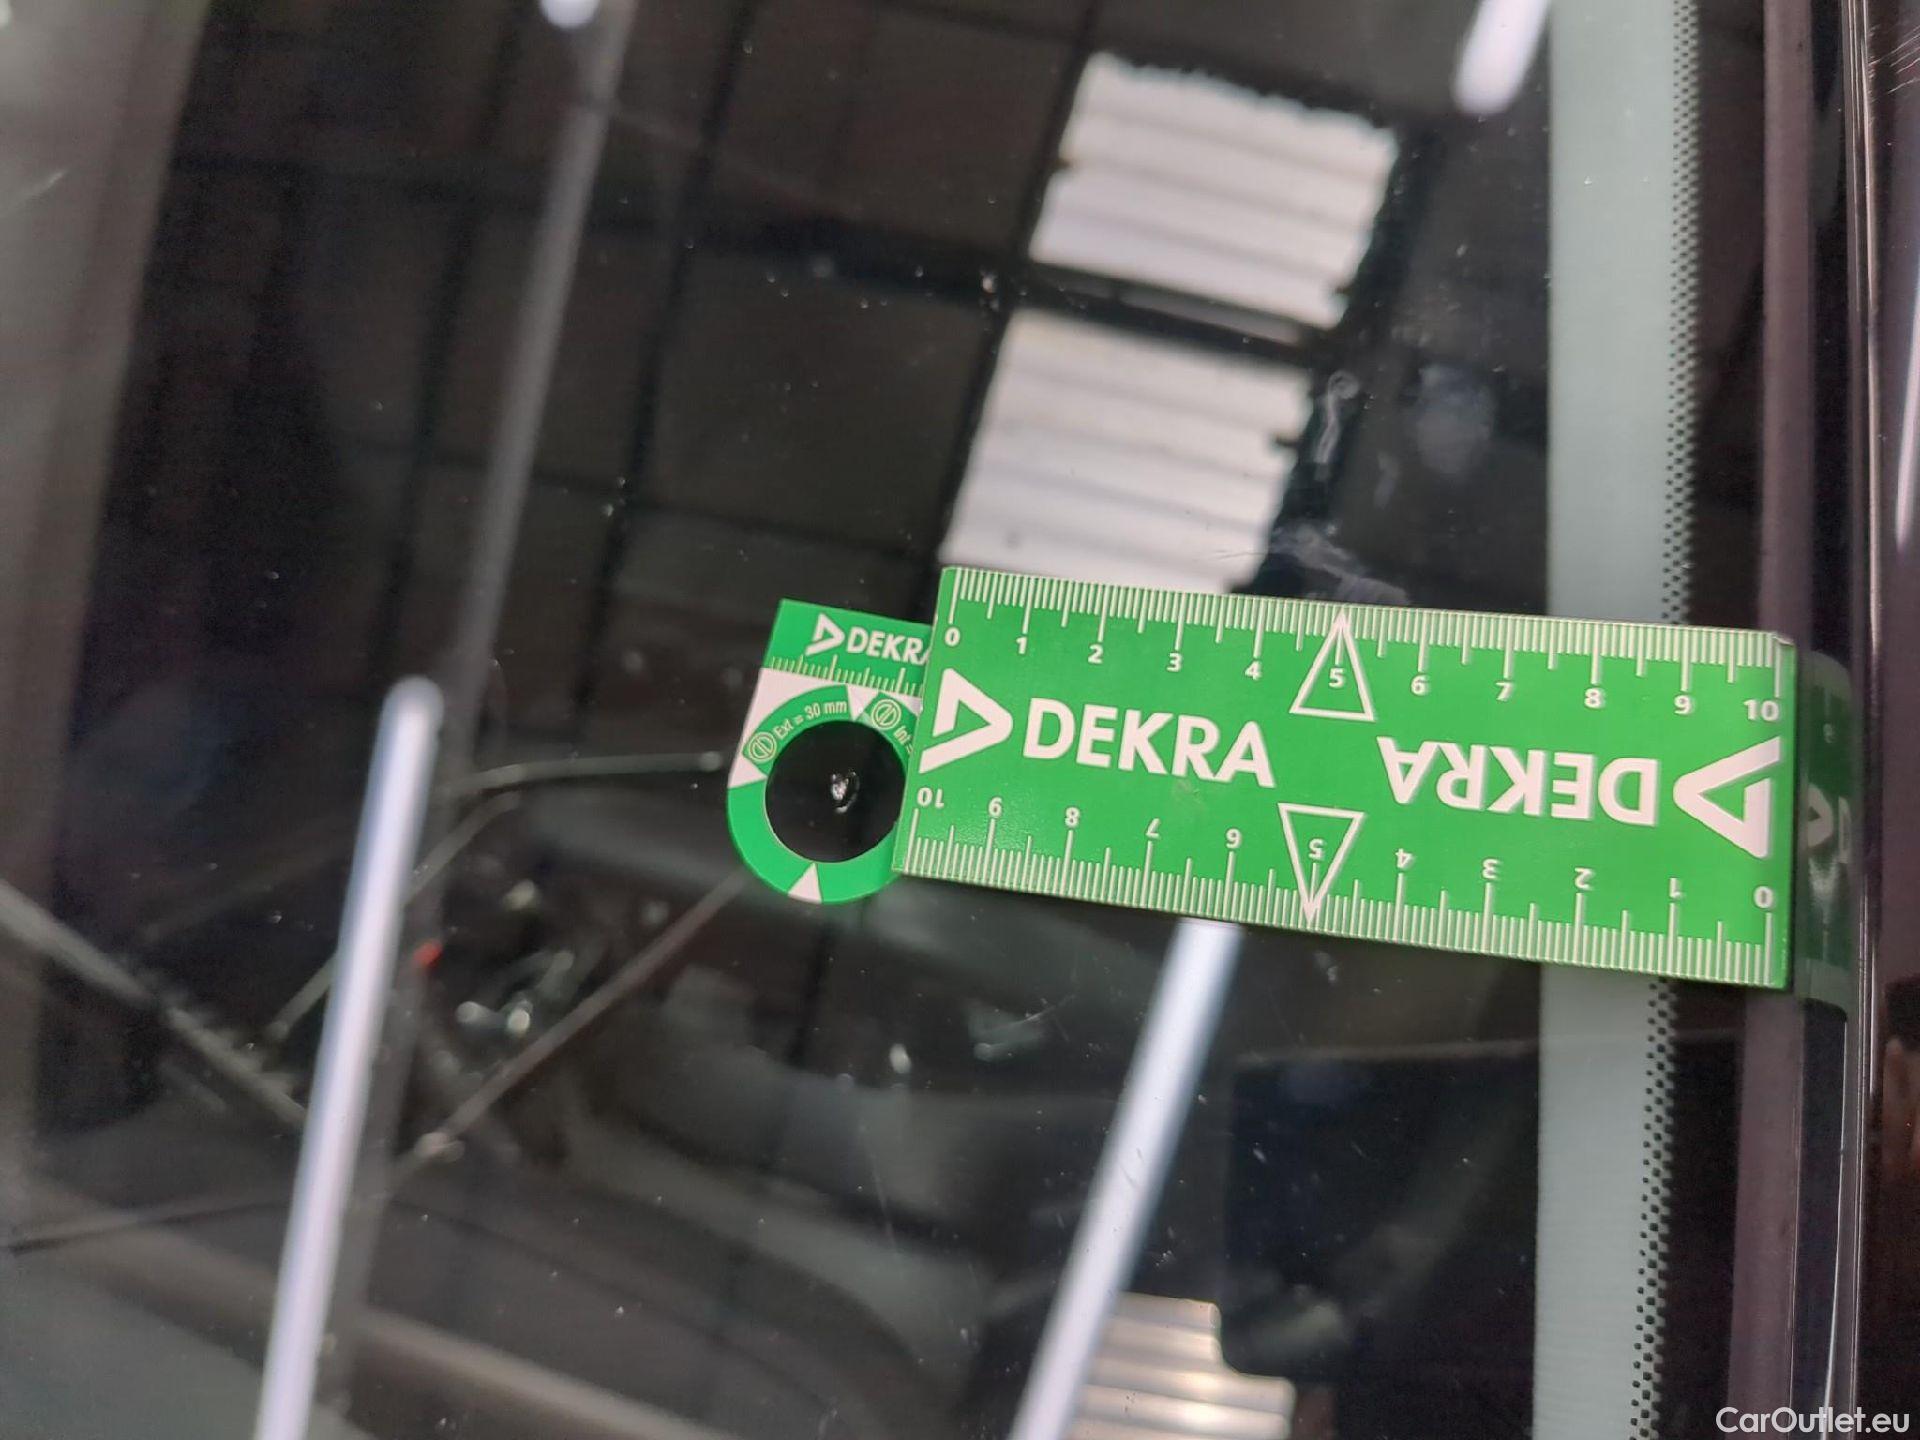 DEKRA
Ext = 30 mm
Int =
0 1 2 3 4 5 6 7 8 9 10
DEKRA
DEKRA
10 9 8 7 6 5 4 3 2 1 0
CarOutlet.eu